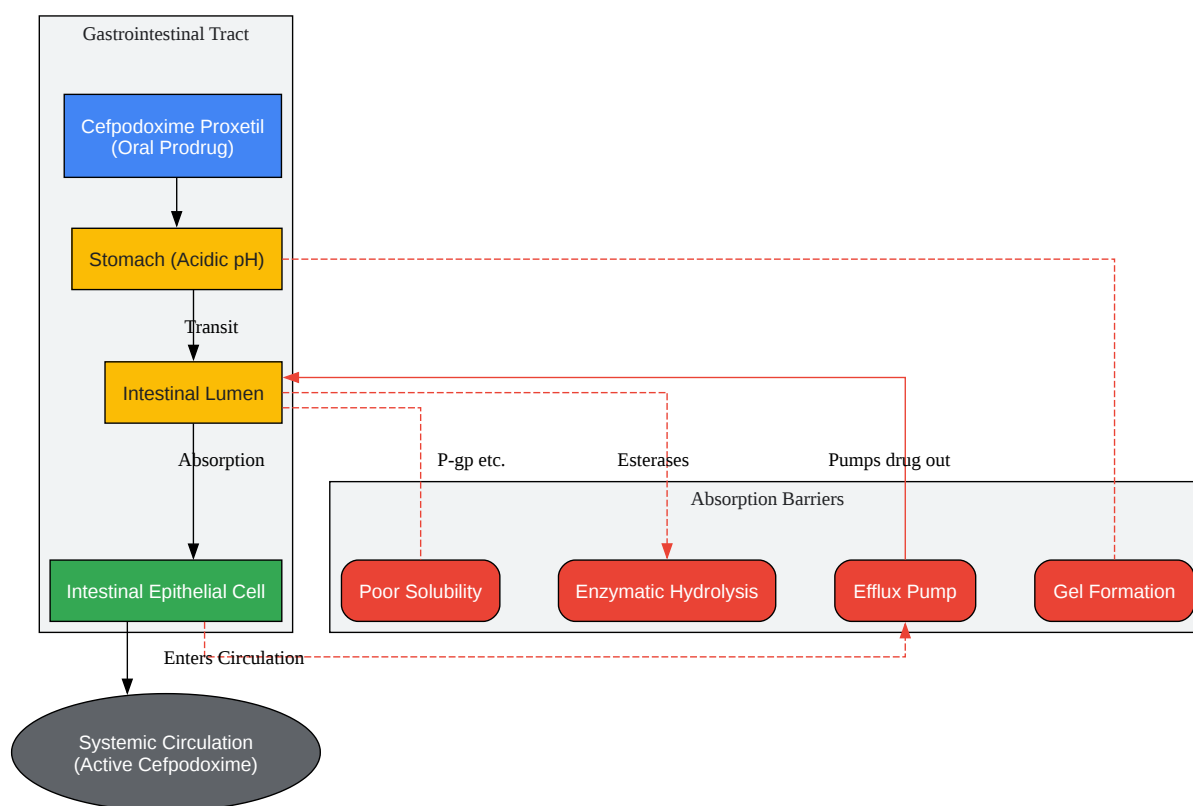 Gastrointestinal Tract
Cefpodoxime Proxetil
(Oral Prodrug)
Stomach (Acidic pH)
Transit
Intestinal Lumen
Absorption
P-gp etc.
Esterases
Pumps drug out
Absorption Barriers
Intestinal Epithelial Cell
Poor Solubility
Enzymatic Hydrolysis
Efflux Pump
Gel Formation
Enters Circulation
Systemic Circulation
(Active Cefpodoxime)